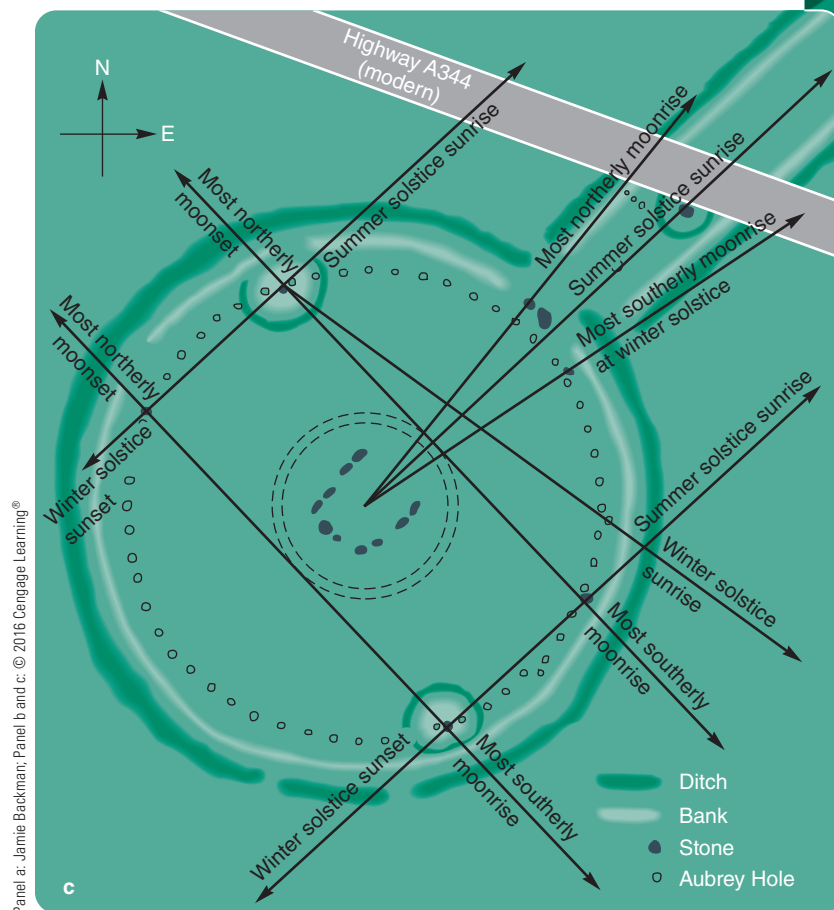 Highway A344
(modern)
N
E
Most northerly
moonset
Summer solstice sunrise
Most northerly moonrise
Summer solstice sunrise
Most southerly moonrise
at winter solstice
Most northerly
moonset
Winter solstice
sunset
Summer solstice sunrise
Winter solstice
sunrise
Most southerly
moonrise
Winter solstice sunset
Most southerly
moonrise
Ditch
Bank
Stone
Aubrey Hole
c
Panel a: Jamie Backman; Panel b and c: © 2016 Cengage Learning®